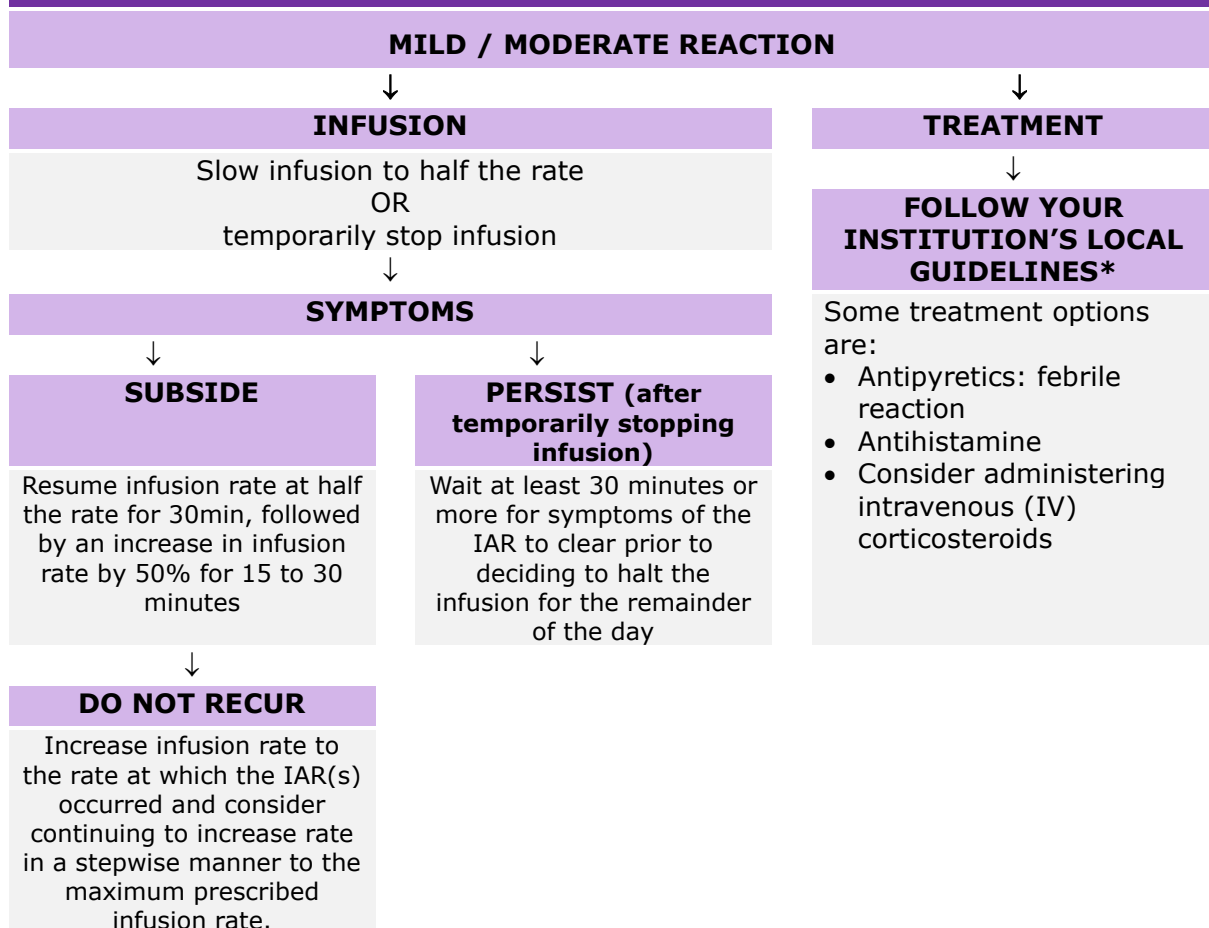 MILD / MODERATE REACTION
↓
↓
INFUSION
Slow infusion to half the rate
OR
temporarily stop infusion
↓
SYMPTOMS
↓
↓
SUBSIDE
Resume infusion rate at half
the rate for 30min, followed
by an increase in infusion
rate by 50% for 15 to 30
minutes
↓
DO NOT RECUR
Increase infusion rate to
the rate at which the IAR(s)
occurred and consider
continuing to increase rate
in a stepwise manner to the
maximum prescribed
infusion rate.
PERSIST (after
temporarily stopping
infusion)
Wait at least 30 minutes or
more for symptoms of the
IAR to clear prior to
deciding to halt the
infusion for the remainder
of the day
TREATMENT
↓
FOLLOW YOUR
INSTITUTION’S LOCAL
GUIDELINES*
Some treatment options
are:
• Antipyretics: febrile
reaction
• Antihistamine
• Consider administering
intravenous (IV)
corticosteroids